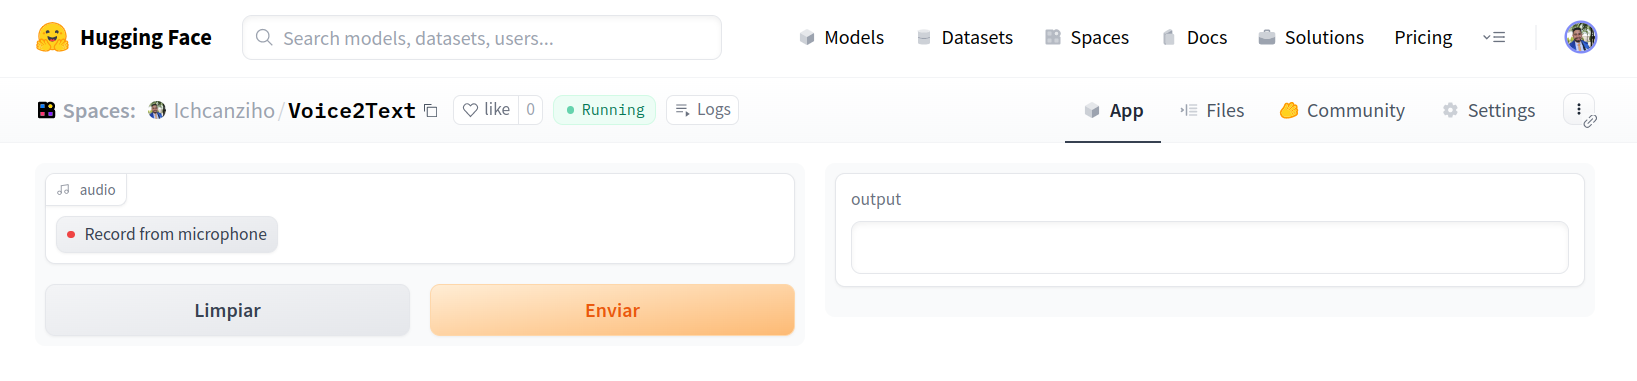 Hugging Face
Search models, datasets, users...
Models Datasets Spaces Docs Solutions Pricing
Spaces: Ichcanziho/Voice2Text like 0 Running Logs
App Files Community Settings
audio
Record from microphone
Limpiar Enviar
output